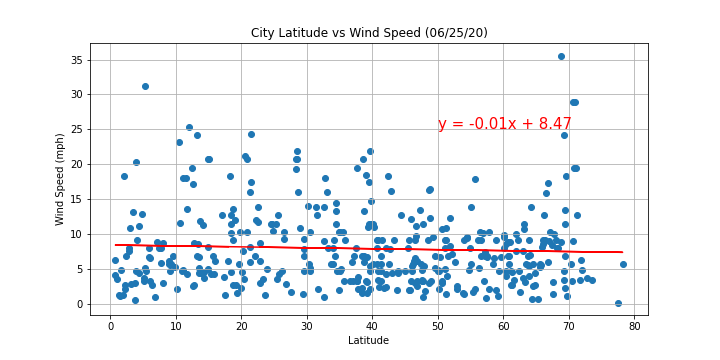 City Latitude vs Wind Speed (06/25/20)
Wind Speed (mph)
35
30
25
20
15
10
5
0
y = -0.01x + 8.47
0 10 20 30 40 50 60 70 80
Latitude